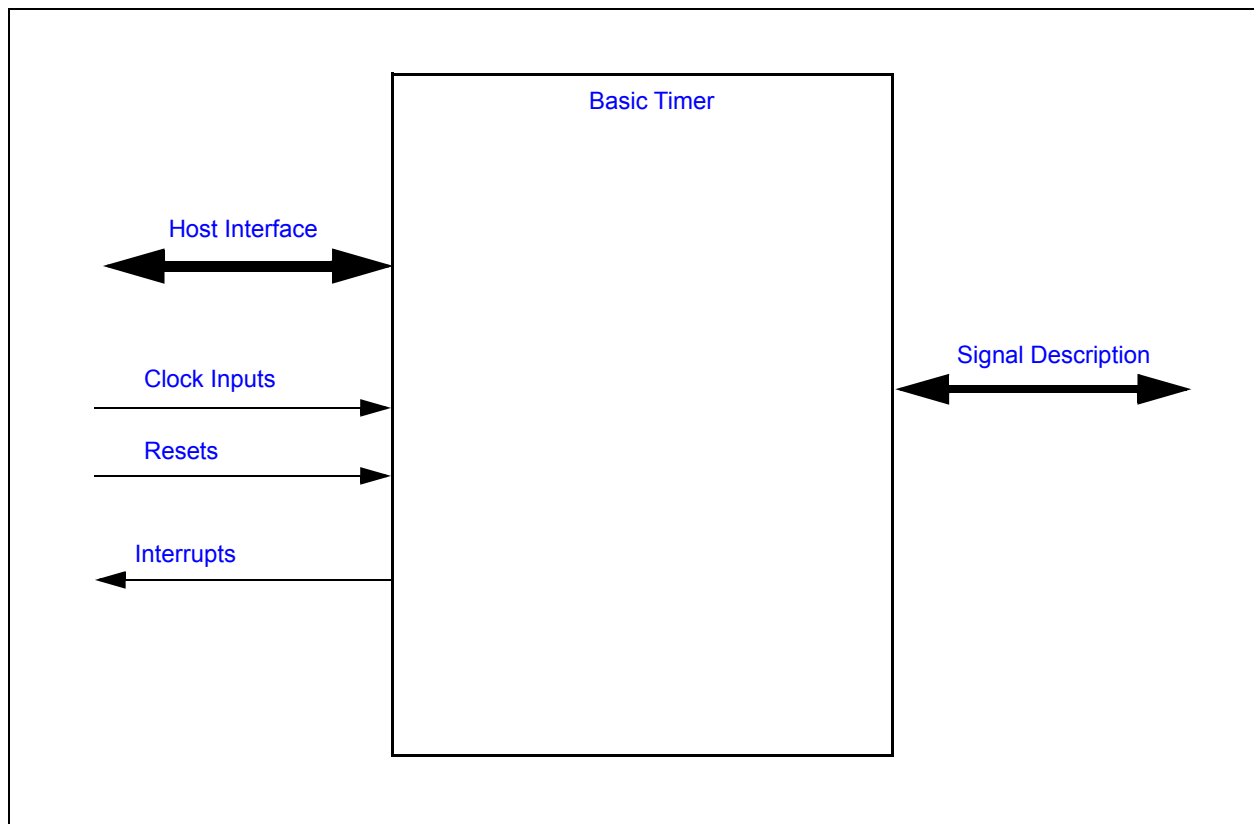 Basic Timer
Host Interface
Signal Description
Clock Inputs
Resets
Interrupts